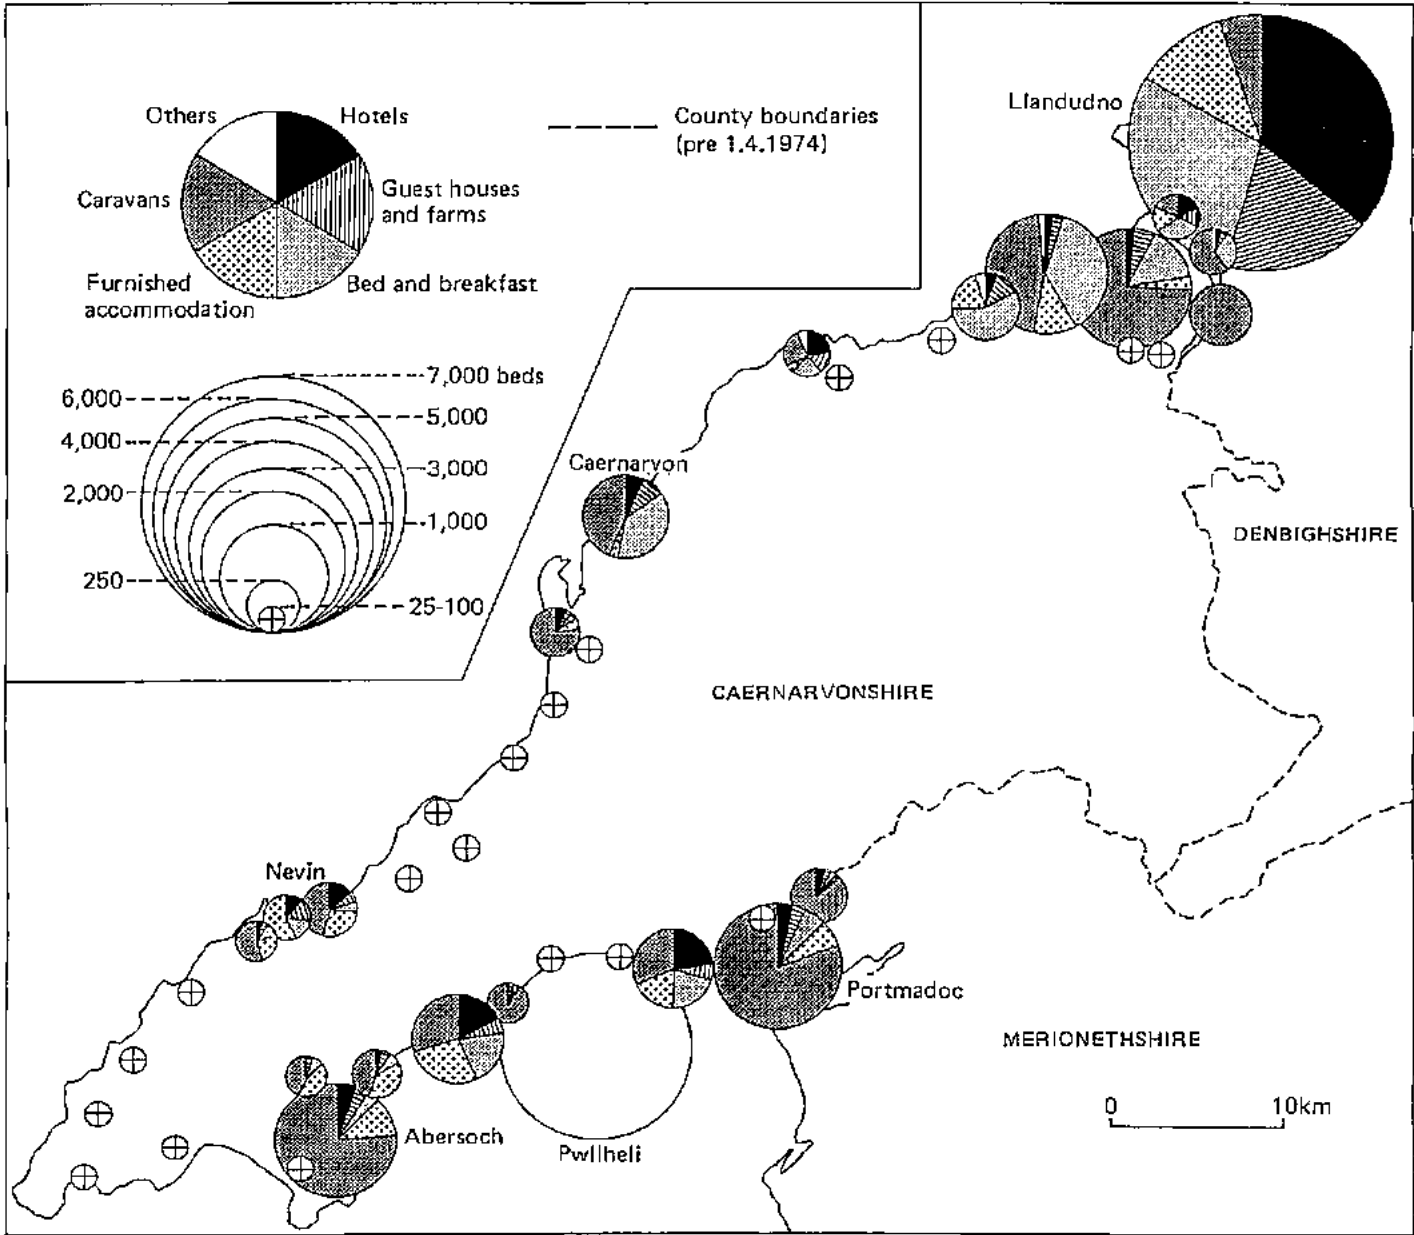 Others
Hotels
Caravans
Guest houses
and farms
Furnished
accommodation
Bed and breakfast
County boundaries
(pre 1.4.1974)
7,000 beds
6,000
5,000
4,000
3,000
2,000
1,000
250
25-100
Llandudno
Caernarvon
DENBIGHSHIRE
CAERNARVONSHIRE
Nevin
Portmadoc
MERIONETHSHIRE
Abersoch
Pwllheli
0
10km